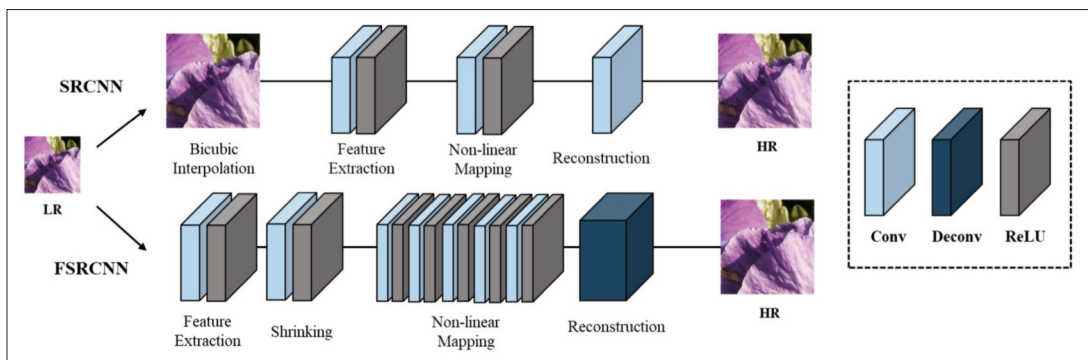 SRCNN
Bicubic
Interpolation
Feature
Extraction
Non-linear
Mapping
Reconstruction
HR
LR
FSRCNN
Feature
Extraction
Shrinking
Non-linear
Mapping
Reconstruction
HR
Conv Deconv ReLU